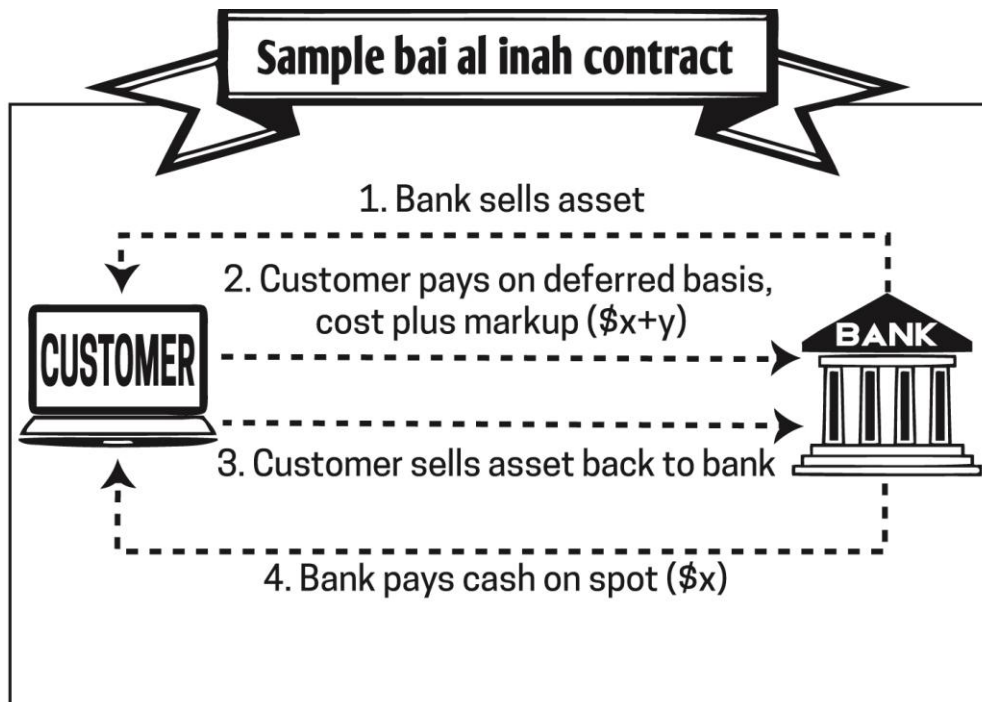 Sample bai al inah contract
1. Bank sells asset
2. Customer pays on deferred basis,
cost plus markup ($x+y)
CUSTOMER
BANK
3. Customer sells asset back to bank
4. Bank pays cash on spot ($x)